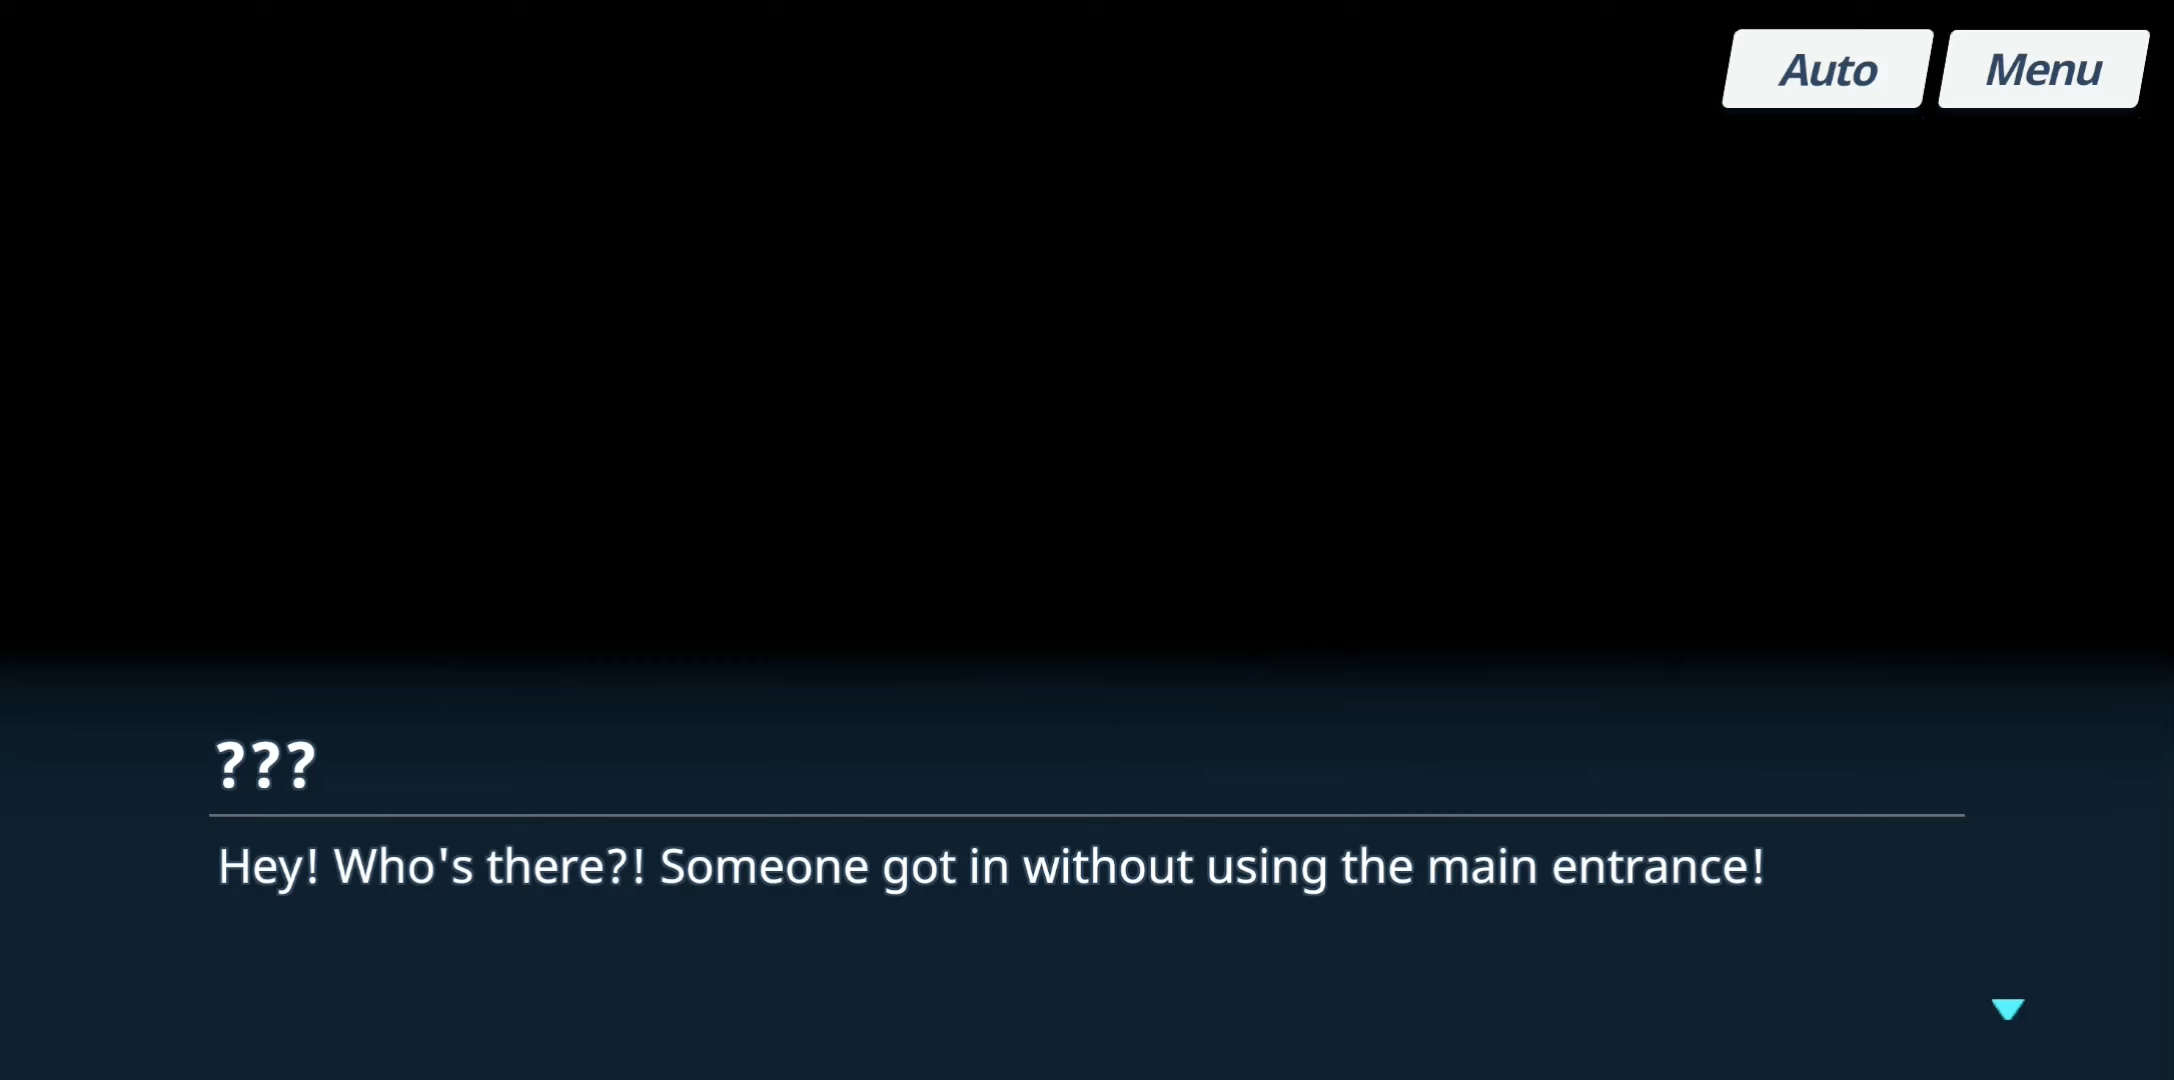 Auto
Menu
???
Hey! Who's there?! Someone got in without using the main entrance!